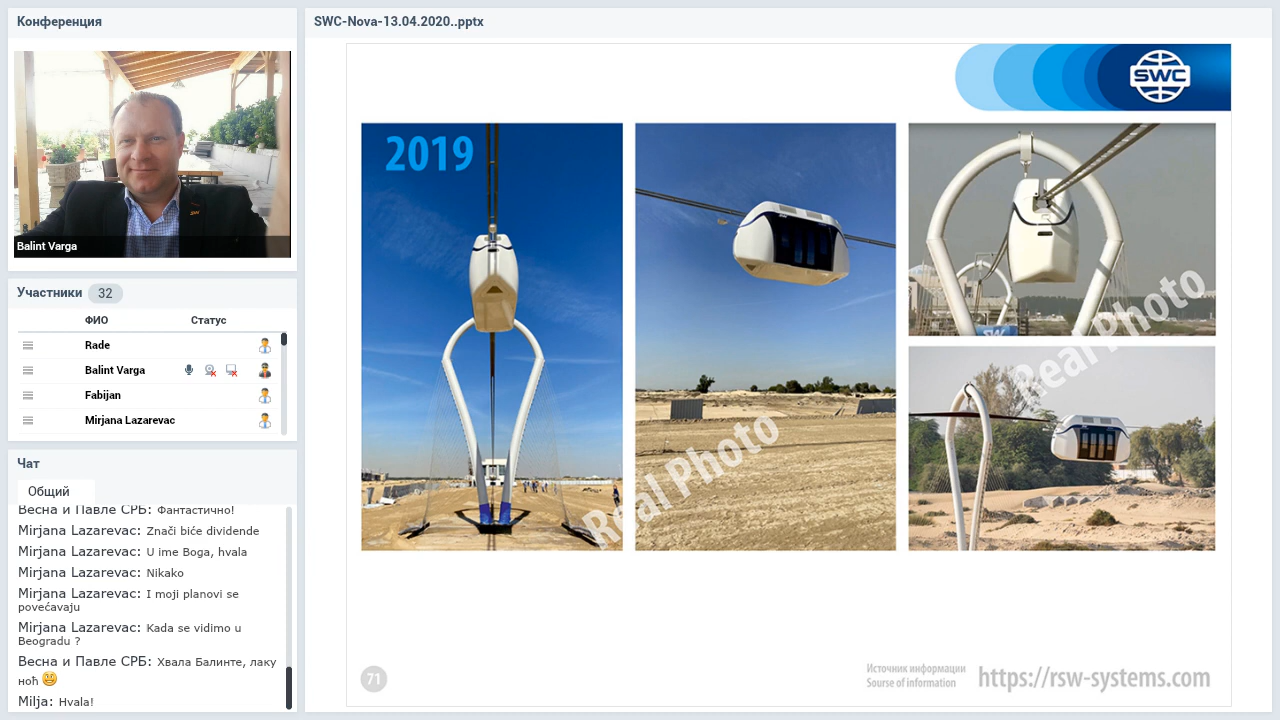 Конференция
Balint Varga
Участники 32
ФИО Статус
Rade
Balint Varga
Fabijan
Mirjana Lazarevac
Чат
Общий
Весна и Павле СРБ: Фантастично!
Mirjana Lazarevac: Znači biće dividende
Mirjana Lazarevac: U ime Boga, hvala
Mirjana Lazarevac: Nikako
Mirjana Lazarevac: I moji planovi se
povećavaju
Mirjana Lazarevac: Kada se vidimo u
Beogradu ?
Весна и Павле СРБ: Хвала Балинте, лаку
ноћ
Milja: Hvala!
SWC-Nova-13.04.2020..pptx
SWC
2019
Real Photo
Real Photo
71
Источник информации
Sourse of information
https://rsw-systems.com